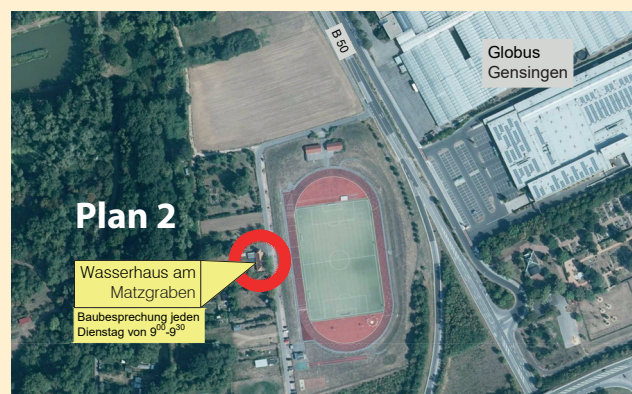 B 50
Globus
Gensingen
Plan 2
Wasserhaus am
Matzgraben
Baubesprechung jeden
Dienstag von 9⁰⁰-9³⁰